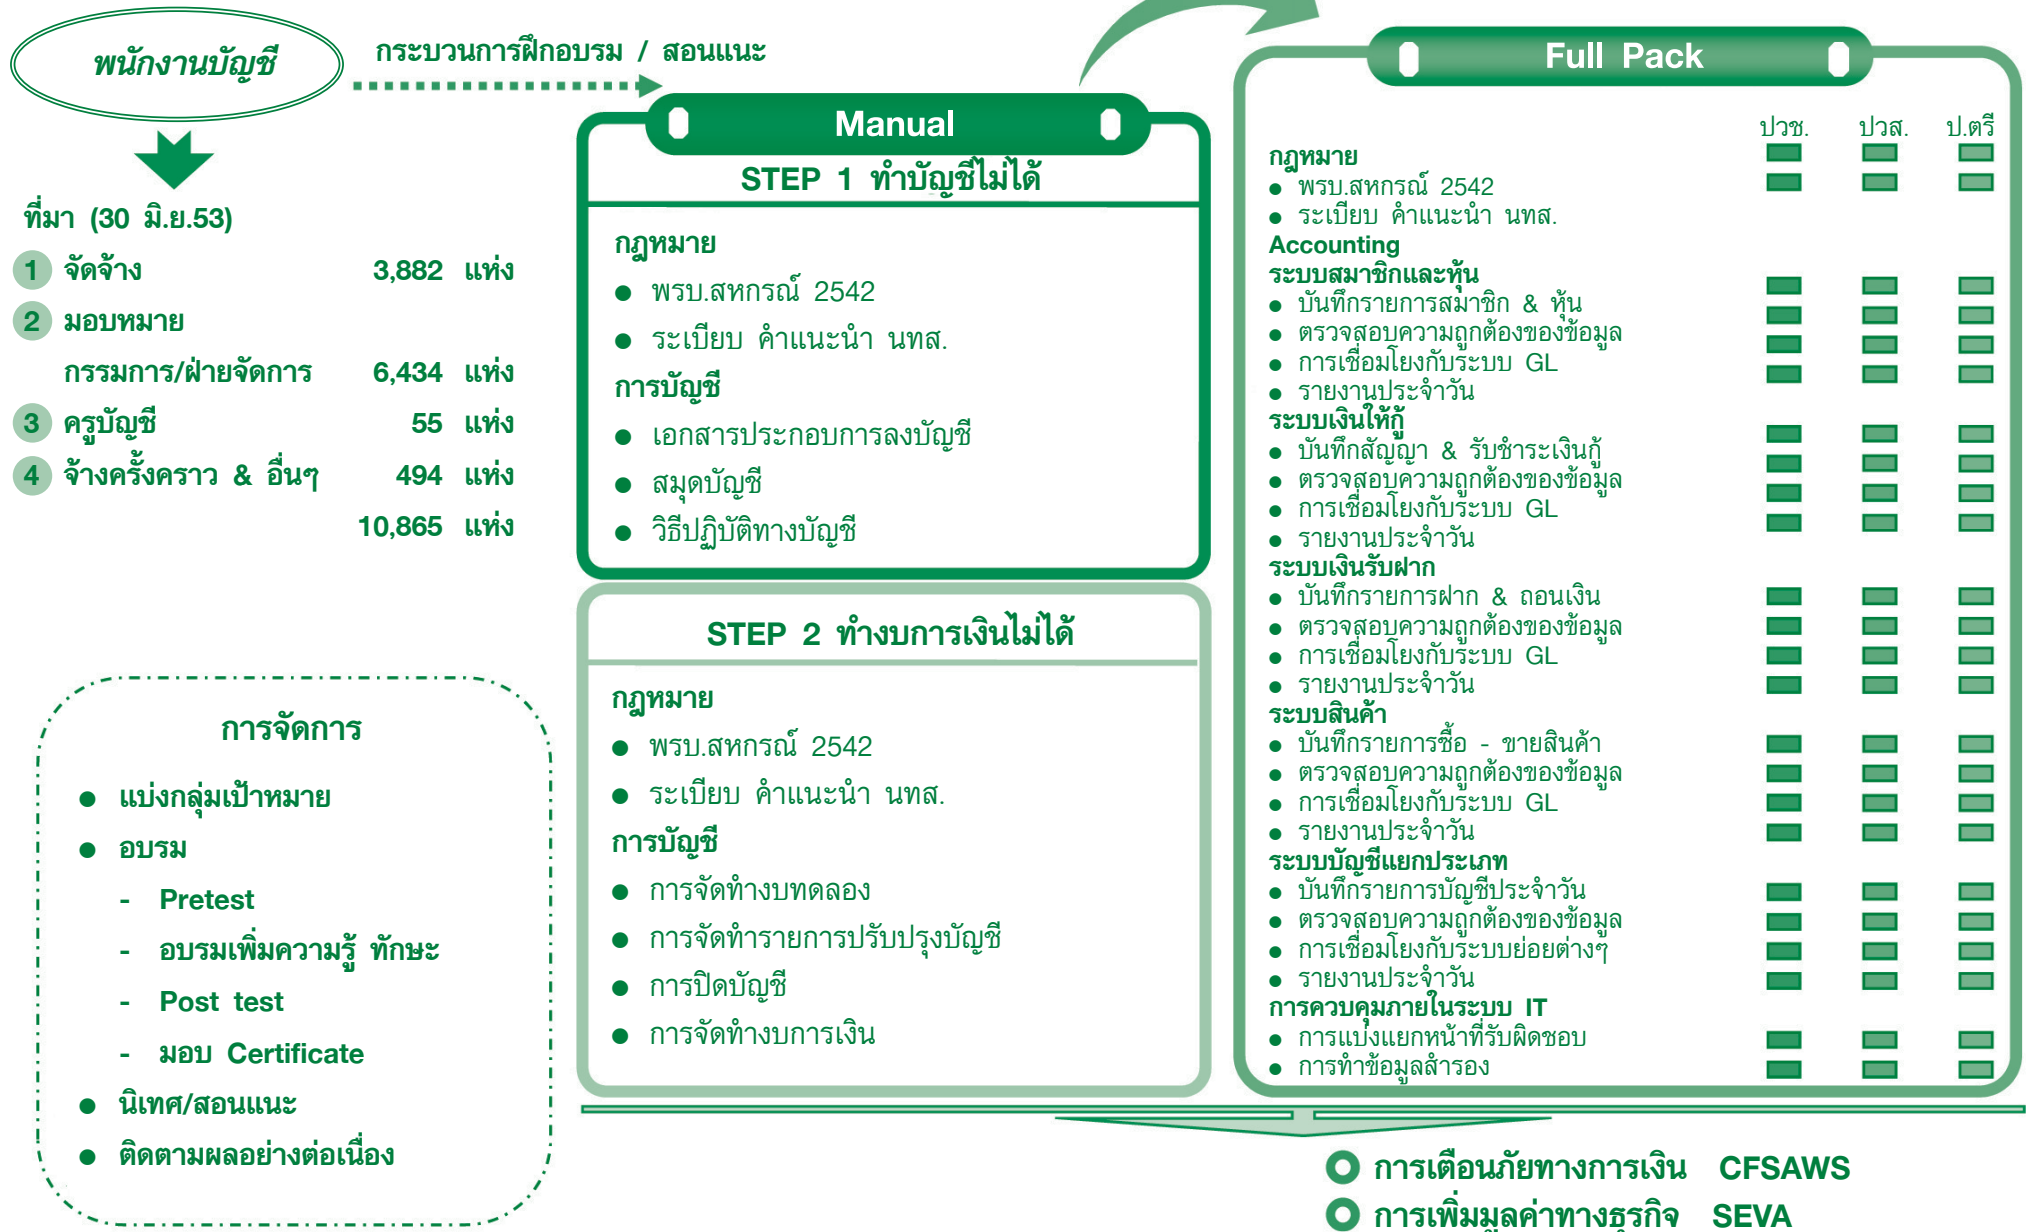 พนักงานบัญชี
กระบวนการฝึกอบรม / สอนแนะ
ที่มา (30 มิ.ย.53)
1 จัดจ้าง 3,882 แห่ง
2 มอบหมาย
กรรมการ/ฝ่ายจัดการ 6,434 แห่ง
3 ครูบัญชี 55 แห่ง
4 จ้างครั้งคราว & อื่นๆ 494 แห่ง
10,865 แห่ง
การจัดการ
● แบ่งกลุ่มเป้าหมาย
● อบรม
- Pretest
- อบรมเพิ่มความรู้ ทักษะ
- Post test
- มอบ Certificate
● นิเทศ/สอนแนะ
● ติดตามผลอย่างต่อเนื่อง
Manual
STEP 1 ทำบัญชีไม่ได้
กฎหมาย
● พรบ.สหกรณ์ 2542
● ระเบียบ คำแนะนำ นทส.
การบัญชี
● เอกสารประกอบการลงบัญชี
● สมุดบัญชี
● วิธีปฏิบัติทางบัญชี
STEP 2 ทำงบการเงินไม่ได้
กฎหมาย
● พรบ.สหกรณ์ 2542
● ระเบียบ คำแนะนำ นทส.
การบัญชี
● การจัดทำงบทดลอง
● การจัดทำรายการปรับปรุงบัญชี
● การปิดบัญชี
● การจัดทำงบการเงิน
Full Pack
ปวช. ปวส. ป.ตรี
กฎหมาย
● พรบ.สหกรณ์ 2542
● ระเบียบ คำแนะนำ นทส.
Accounting
ระบบสมาชิกและหุ้น
● บันทึกรายการสมาชิก & หุ้น
● ตรวจสอบความถูกต้องของข้อมูล
● การเชื่อมโยงกับระบบ GL
● รายงานประจำวัน
ระบบเงินให้กู้
● บันทึกสัญญา & รับชำระเงินกู้
● ตรวจสอบความถูกต้องของข้อมูล
● การเชื่อมโยงกับระบบ GL
● รายงานประจำวัน
ระบบเงินรับฝาก
● บันทึกรายการฝาก & ถอนเงิน
● ตรวจสอบความถูกต้องของข้อมูล
● การเชื่อมโยงกับระบบ GL
● รายงานประจำวัน
ระบบสินค้า
● บันทึกรายการซื้อ - ขายสินค้า
● ตรวจสอบความถูกต้องของข้อมูล
● การเชื่อมโยงกับระบบ GL
● รายงานประจำวัน
ระบบบัญชีแยกประเภท
● บันทึกรายการบัญชีประจำวัน
● ตรวจสอบความถูกต้องของข้อมูล
● การเชื่อมโยงกับระบบย่อยต่างๆ
● รายงานประจำวัน
การควบคุมภายในระบบ IT
● การแบ่งแยกหน้าที่รับผิดชอบ
● การทำข้อมูลสำรอง
การเตือนภัยทางการเงิน CFSAWS
การเพิ่มมูลค่าทางธุรกิจ SEVA